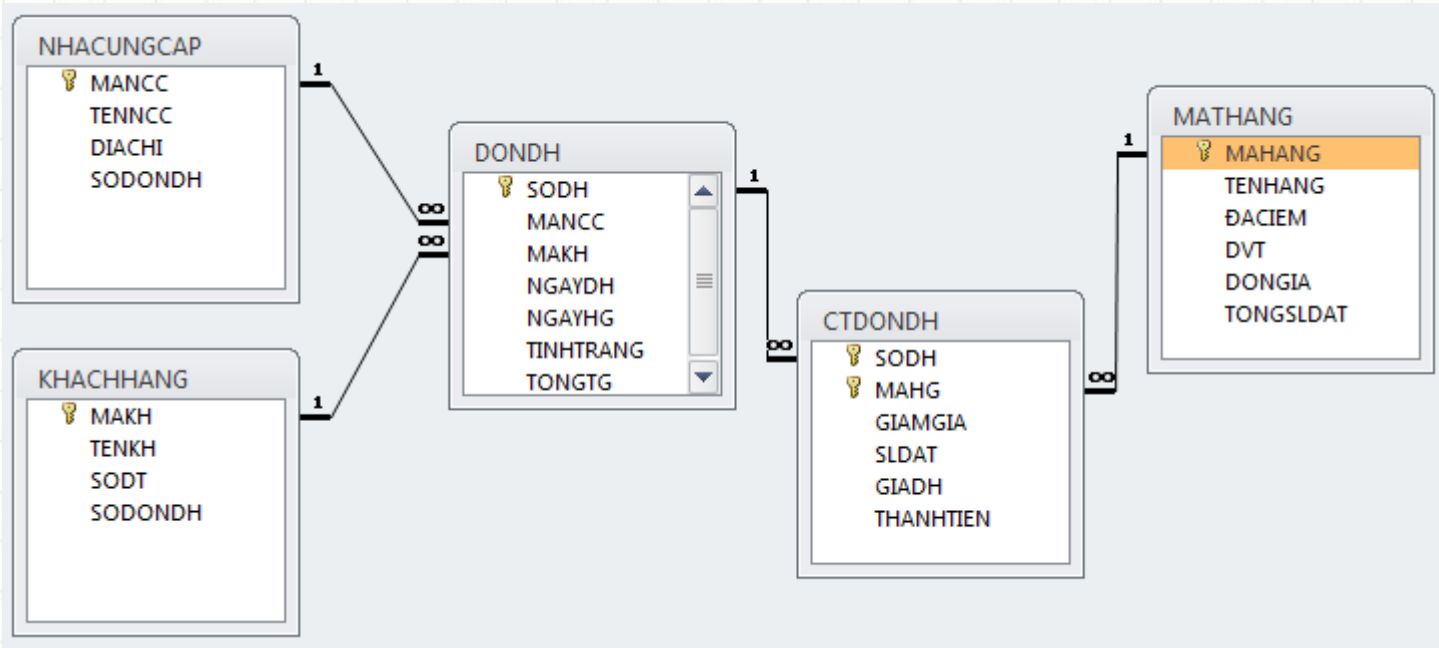 NHACUNGCAP
MANCC
TENNCC
DIACHI
SODONDH
1
∞
KHACHHANG
MAKH
TENKH
SODT
SODONDH
1
∞
DONDH
SODH
MANCC
MAKH
NGAYDH
NGAYHG
TINHTRANG
TONGTG
1
∞
CTDONDH
SODH
MAHG
GIAMGIA
SLDAT
GIADH
THANHTIEN
∞
1
MATHANG
MAHANG
TENHANG
ĐACIEM
DVT
DONGIA
TONGSLDAT